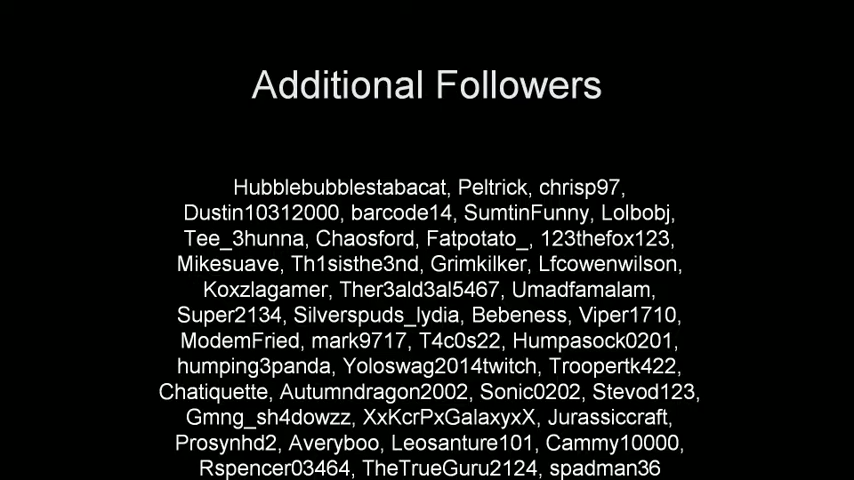 Additional Followers
Hubblebubblestabacat, Peltrick, chrisp97,
Dustin10312000, barcode14, SumtinFunny, Lolbobj,
Tee_3hunna, Chaosford, Fatpotato_, 123thefox123,
Mikesuave, Th1sisthe3nd, Grimkilker, Lfcowenwilson,
Koxzlagamer, Ther3ald3al5467, Umadfamalam,
Super2134, Silverspuds_lydia, Bebeness, Viper1710,
ModemFried, mark9717, T4c0s22, Humpasock0201,
humping3panda, Yoloswag2014twitch, Troopertk422,
Chatiquette, Autumndragon2002, Sonic0202, Stevod123,
Gmng_sh4dowzz, XxKcrPxGalaxyxX, Jurassiccraft,
Prosynhd2, Averyboo, Leosanture101, Cammy10000,
Rspencer03464, TheTrueGuru2124, spadman36